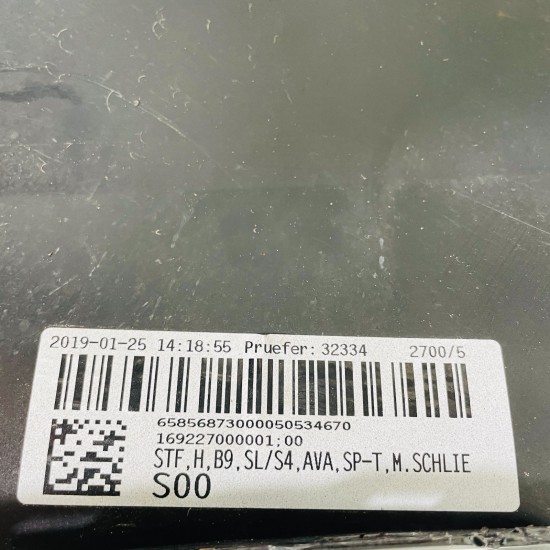 2019-01-25 14:18:55 Pruefer: 32334 2700/5
65856873000050534670
169227000001;00
STF,H,B9,SL/S4,AVA,SP-T,M.SCHLIE
S00